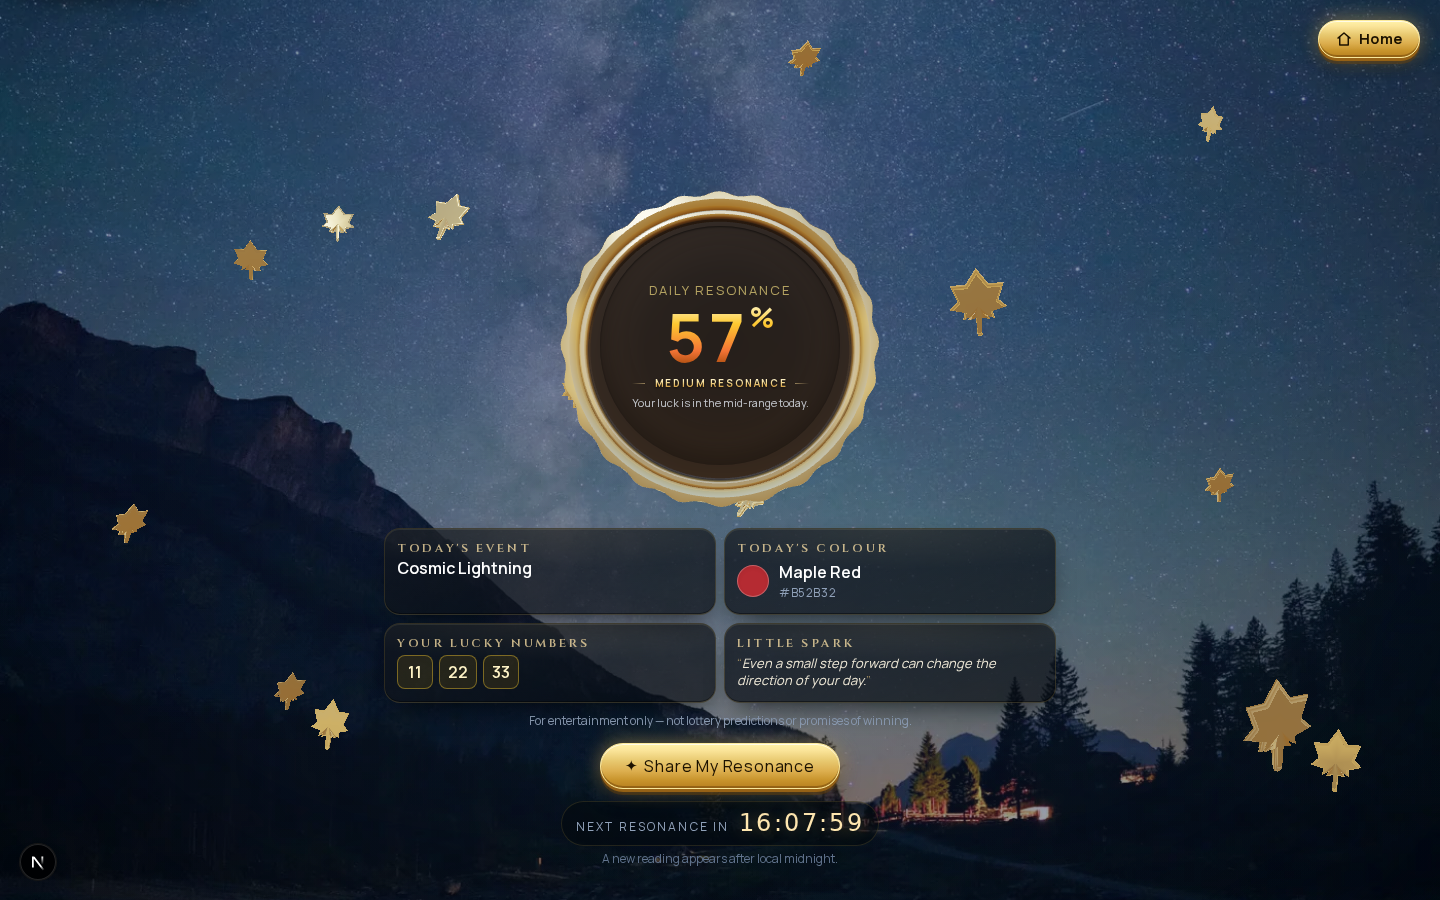 Home
DAILY RESONANCE
57%
MEDIUM RESONANCE
Your luck is in the mid-range today.
TODAY'S EVENT
Cosmic Lightning
TODAY'S COLOUR
Maple Red
#B52B32
YOUR LUCKY NUMBERS
11 22 33
LITTLE SPARK
"Even a small step forward can change the
direction of your day."
For entertainment only — not lottery predictions or promises of winning.
✦ Share My Resonance
NEXT RESONANCE IN 16:07:59
A new reading appears after local midnight.
N